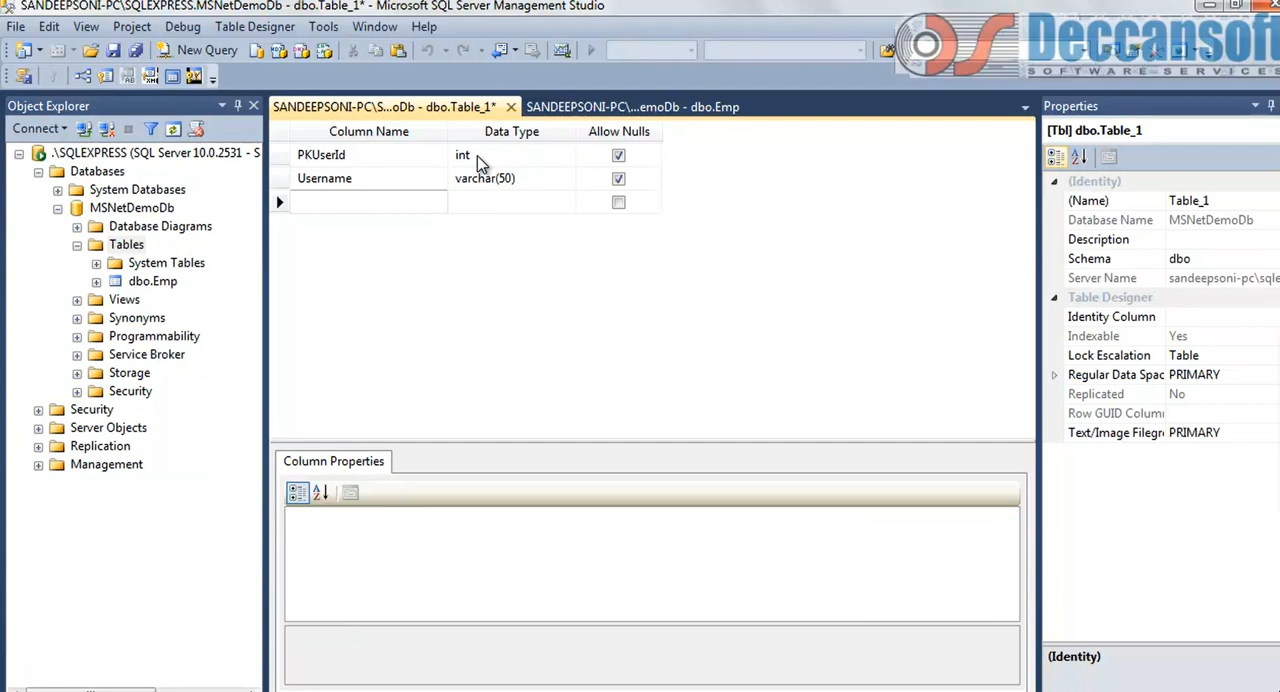 SANDEEPSONI-PC\SQLEXPRESS.MSNetDemoDb - dbo.Table_1* - Microsoft SQL Server Management Studio
File Edit View Project Debug Table Designer Tools Window Help
New Query
Deccansoft
SOFTWARE SERVICES
Object Explorer
Connect
.\SQLEXPRESS (SQL Server 10.0.2531 - S
Databases
System Databases
MSNetDemoDb
Database Diagrams
Tables
System Tables
dbo.Emp
Views
Synonyms
Programmability
Service Broker
Storage
Security
Security
Server Objects
Replication
Management
SANDEEPSONI-PC\S...oDb - dbo.Table_1* SANDEEPSONI-PC\...emoDb - dbo.Emp
Column Name Data Type Allow Nulls
PKUserId int
Username varchar(50)
Column Properties
Properties
[Tbl] dbo.Table_1
(Identity)
(Name) Table_1
Database Name MSNetDemoDb
Description
Schema dbo
Server Name sandeepsoni-pc\sqle
Table Designer
Identity Column
Indexable Yes
Lock Escalation Table
Regular Data Spac PRIMARY
Replicated No
Row GUID Colum
Text/Image Filegr PRIMARY
(Identity)